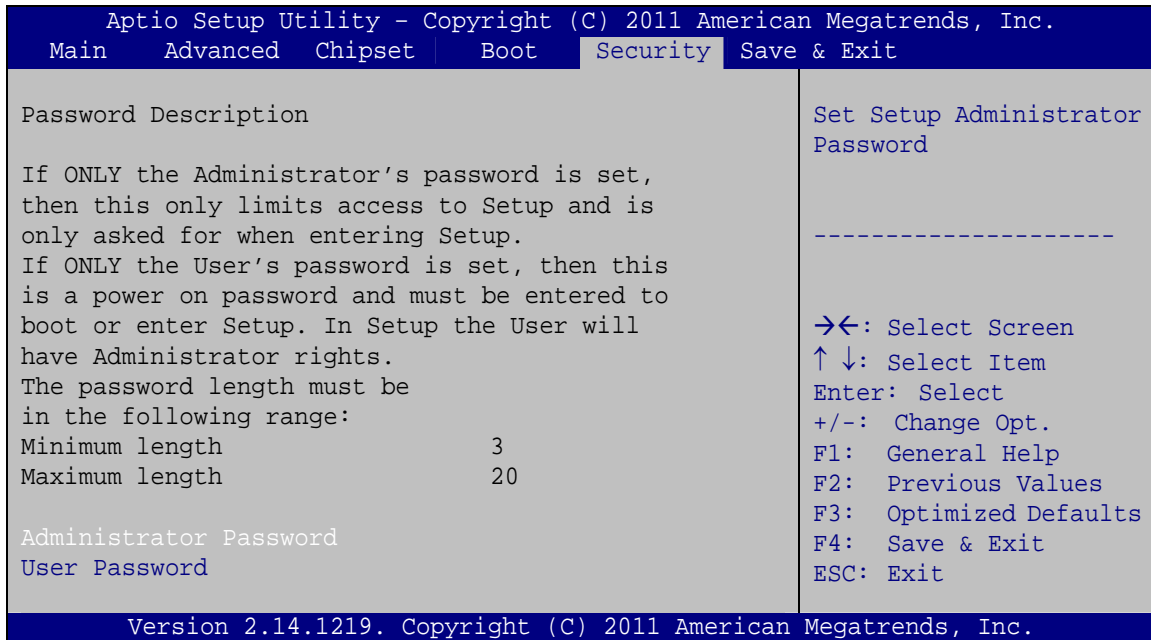 Aptio Setup Utility – Copyright (C) 2011 American Megatrends, Inc.
Main Advanced Chipset Boot Security Save & Exit
Password Description
If ONLY the Administrator’s password is set,
then this only limits access to Setup and is
only asked for when entering Setup.
If ONLY the User’s password is set, then this
is a power on password and must be entered to
boot or enter Setup. In Setup the User will
have Administrator rights.
The password length must be
in the following range:
Minimum length 3
Maximum length 20
Administrator Password
User Password
Set Setup Administrator
Password
---------------------
→←: Select Screen
↑ ↓: Select Item
Enter: Select
+/-: Change Opt.
F1: General Help
F2: Previous Values
F3: Optimized Defaults
F4: Save & Exit
ESC: Exit
Version 2.14.1219. Copyright (C) 2011 American Megatrends, Inc.